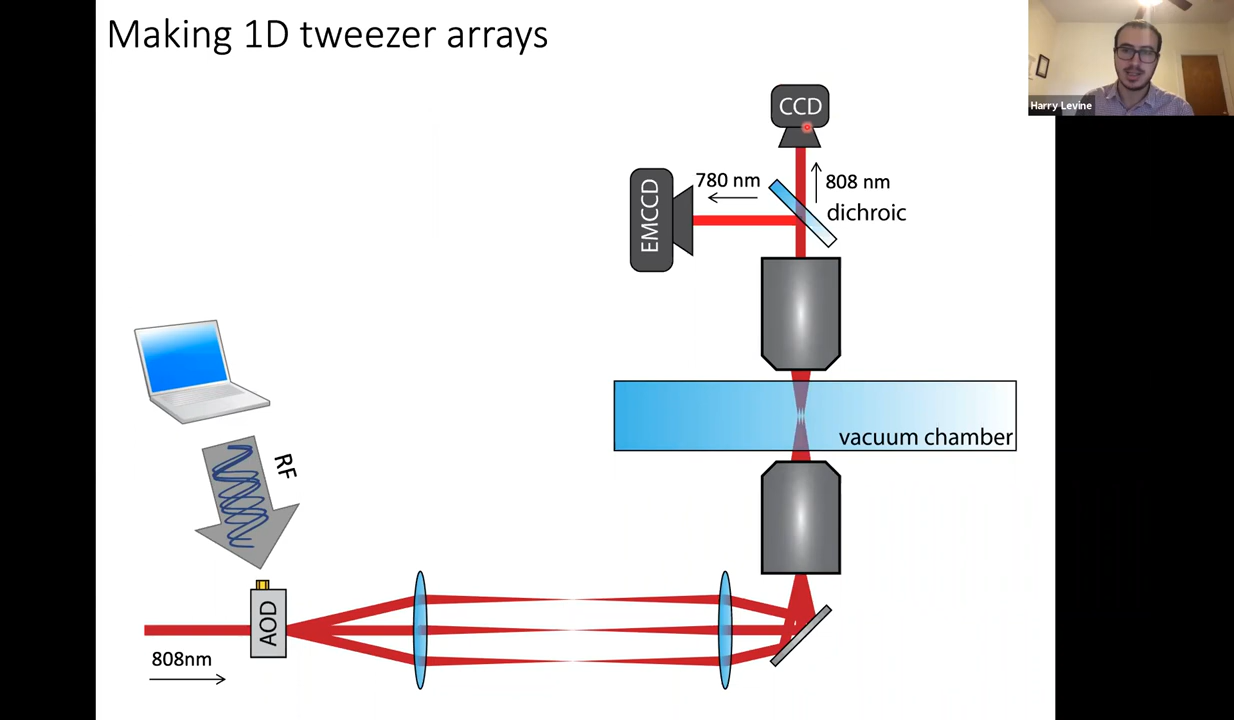 Making 1D tweezer arrays
Harry Levine
CCD
780 nm
808 nm
dichroic
EMCCD
vacuum chamber
RF
AOD
808nm